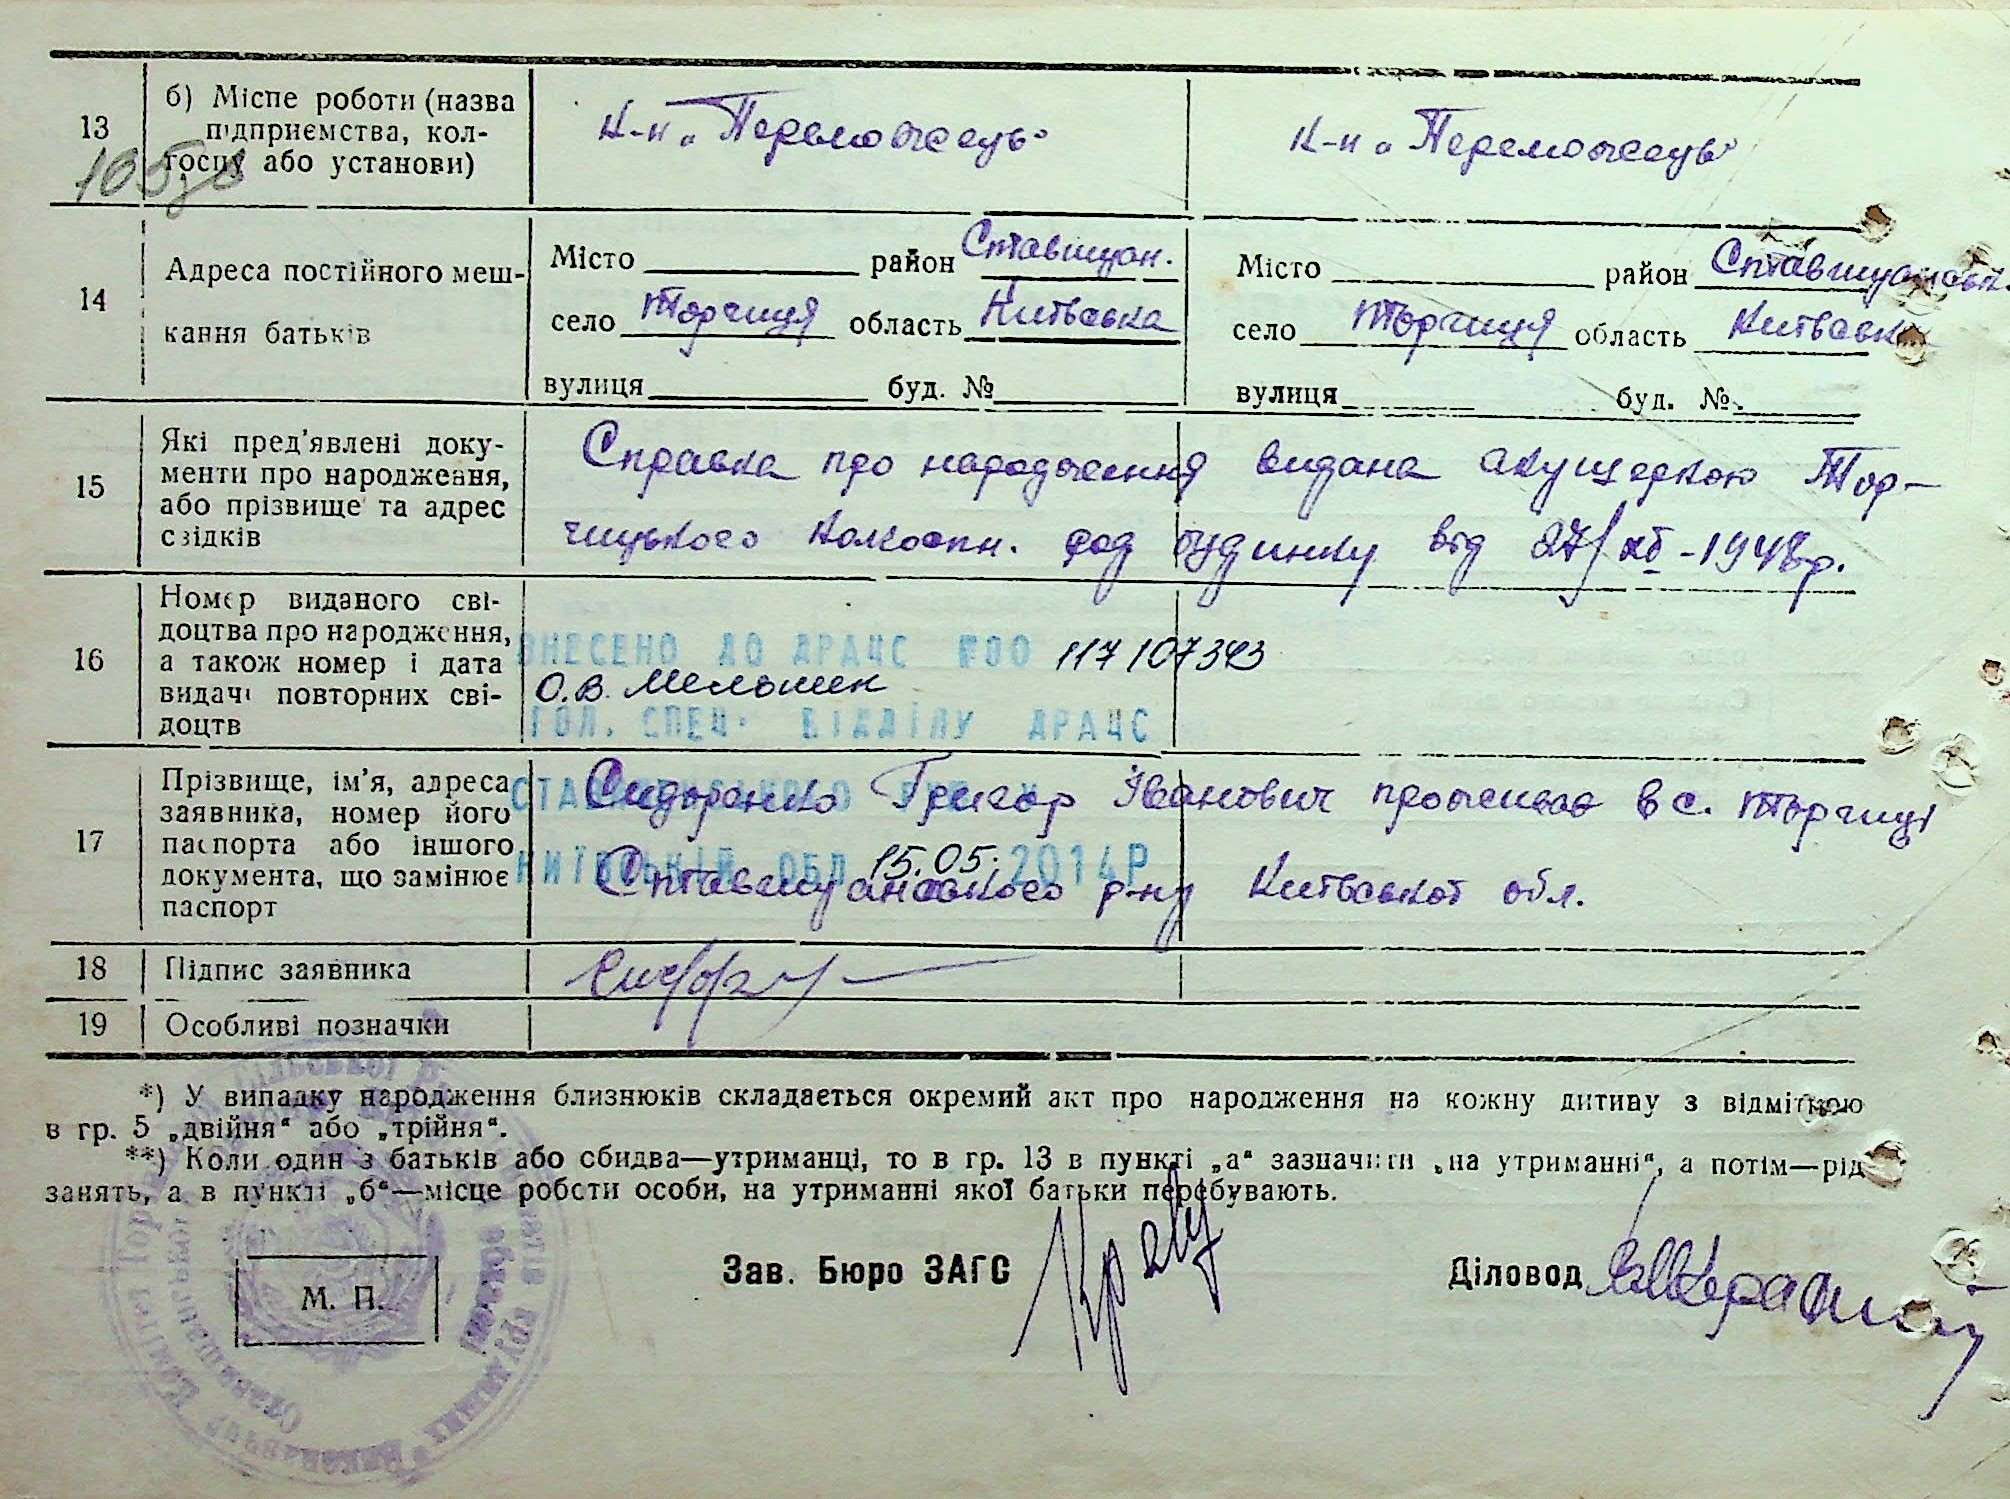 13
б) Місце роботи (назва
підприємства, кол-
госпу або установи)
к-п „Переможець"
к-п „Переможець"
14
Адреса постійного меш-
кання батьків
Місто район Ставищан.
село Торчиця область Київська
вулиця буд. №
Місто район Ставищанськ.
село Торчиця область Київськ
вулиця буд. №
15
Які пред'явлені доку-
менти про народження,
або прізвище та адрес
свідків
Справка про народження видана акушеркою Тор-
чицького колгоспн. род будинку від 27/XI-1948р.
16
Номер виданого сві-
доцтва про народження,
а також номер і дата
видачі повторних сві-
доцтв
ВНЕСЕНО ДО ДРАЦС 117107393
О.В. Мельник
ГОЛ. СПЕЦ. ВІДДІЛУ ДРАЦС
17
Прізвище, ім'я, адреса
заявника, номер його
паспорта або іншого
документа, що замінює
паспорт
Сидоренко Григор Іванович проживає в с. Торчиці
КИЇВСЬКІЙ ОБЛ 15.05.2014Р
Ставищанського р-ну Київської обл.
18
Підпис заявника
19
Особливі позначки
*) У випадку народження близнюків складається окремий акт про народження на кожну дитину з відміткою
в гр. 5 „двійня" або „трійня".
**) Коли один з батьків або обидва—утриманці, то в гр. 13 в пункті „а" зазначити „на утриманні", а потім—рід
занять, а в пункті „б"—місце роботи особи, на утриманні якої батьки перебувають.
М. П.
Зав. Бюро ЗАГС
Діловод